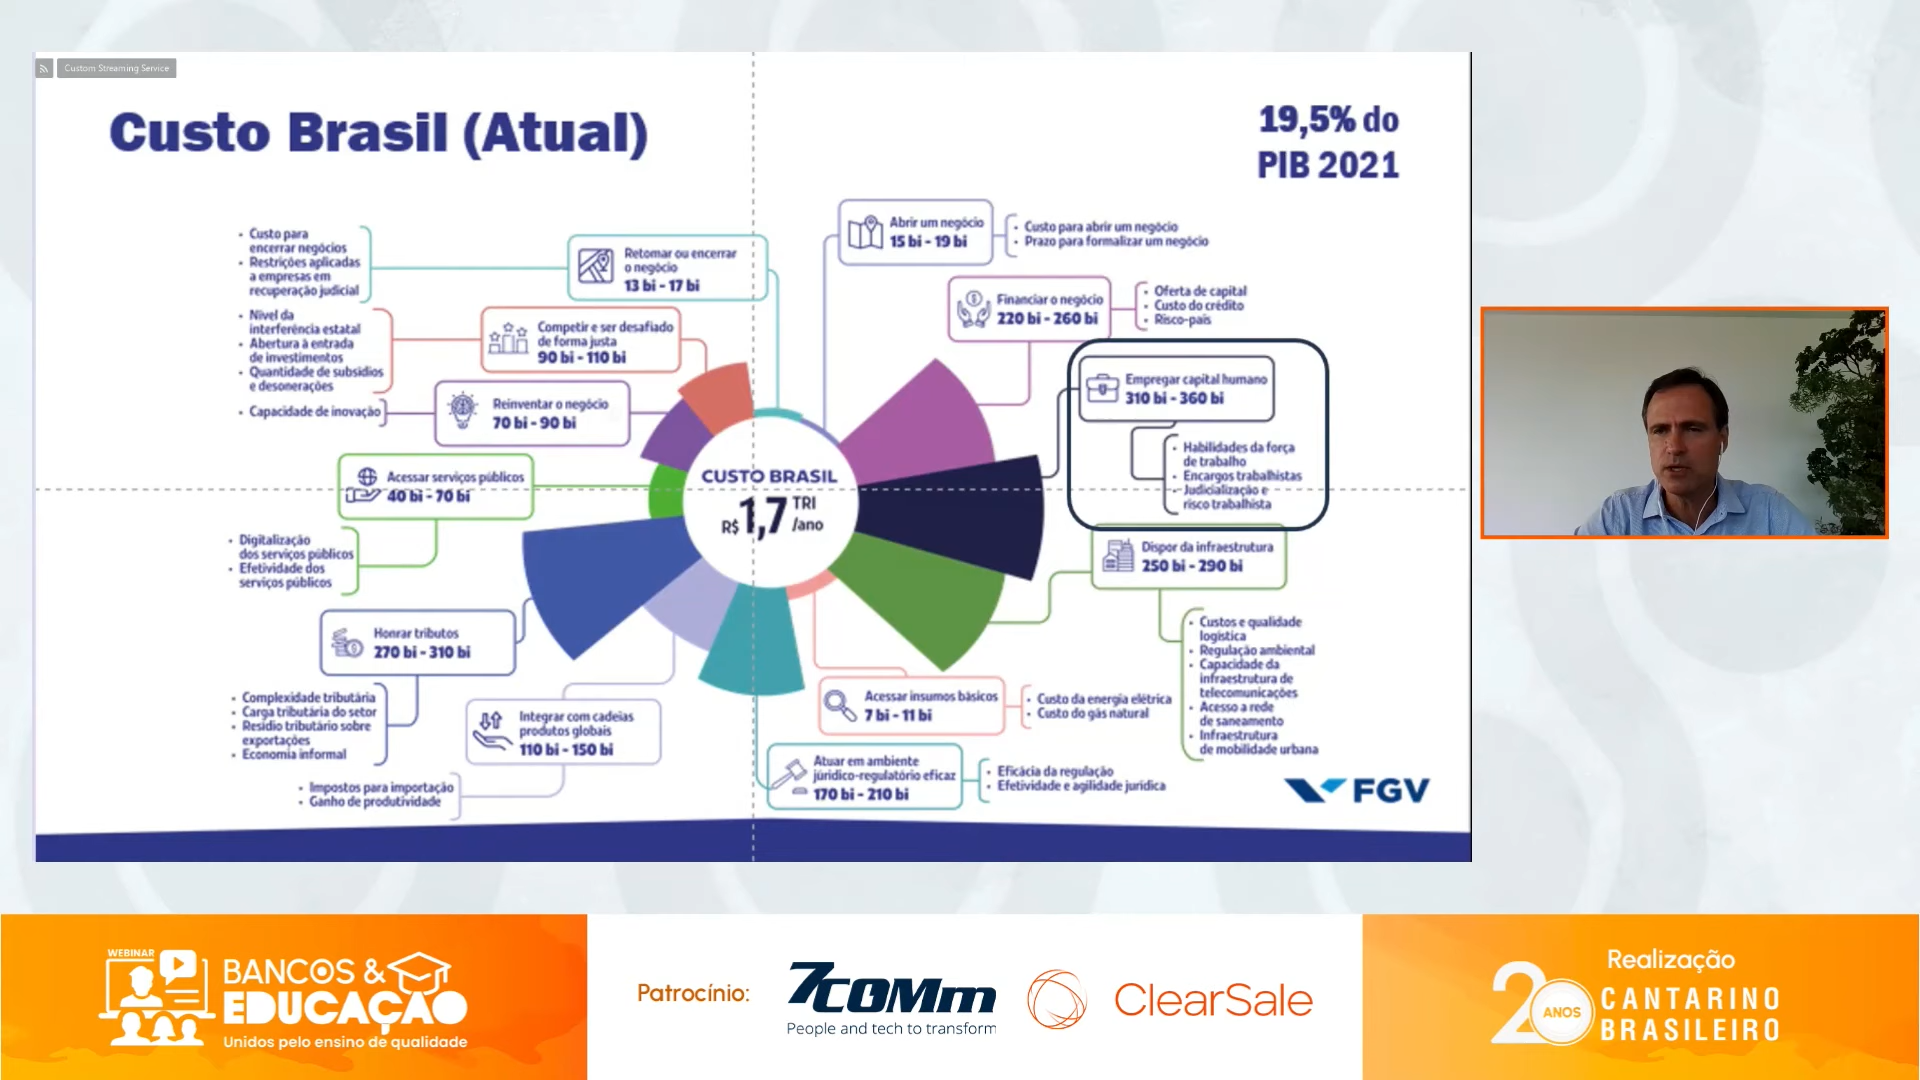 Custom Streaming Service
Custo Brasil (Atual)
19,5% do
PIB 2021
• Custo para
encerrar negócios
• Restrições aplicadas
a empresas em
recuperação judicial
Retomar ou encerrar
o negócio
13 bi - 17 bi
• Nível da
interferência estatal
• Abertura à entrada
de investimentos
• Quantidade de subsídios
e desonerações
Competir e ser desafiado
de forma justa
90 bi - 110 bi
• Capacidade de inovação
Reinventar o negócio
70 bi - 90 bi
Acessar serviços públicos
40 bi - 70 bi
• Digitalização
dos serviços públicos
• Efetividade dos
serviços públicos
Honrar tributos
270 bi - 310 bi
• Complexidade tributária
• Carga tributária do setor
• Resíduo tributário sobre
exportações
• Economia informal
Integrar com cadeias
produtos globais
110 bi - 150 bi
• Impostos para importação
• Ganho de produtividade
CUSTO BRASIL
R$ 1,7 TRI
/ano
Abrir um negócio
15 bi - 19 bi
• Custo para abrir um negócio
• Prazo para formalizar um negócio
Financiar o negócio
220 bi - 260 bi
• Oferta de capital
• Custo do crédito
• Risco-país
Empregar capital humano
310 bi - 360 bi
• Habilidades da força
de trabalho
• Encargos trabalhistas
• Judicialização e
risco trabalhista
Dispor da infraestrutura
250 bi - 290 bi
• Custos e qualidade
logística
• Regulação ambiental
• Capacidade da
infraestrutura de
telecomunicações
• Acesso a rede
de saneamento
• Infraestrutura
de mobilidade urbana
Acessar insumos básicos
7 bi - 11 bi
• Custo da energia elétrica
• Custo do gás natural
Atuar em ambiente
jurídico-regulatório eficaz
170 bi - 210 bi
• Eficácia da regulação
• Efetividade e agilidade jurídica
FGV
WEBINAR
BANCOS &
EDUCAÇÃO
Unidos pelo ensino de qualidade
Patrocínio:
7COMm
People and tech to transform
ClearSale
Realização
20 ANOS
CANTARINO
BRASILEIRO